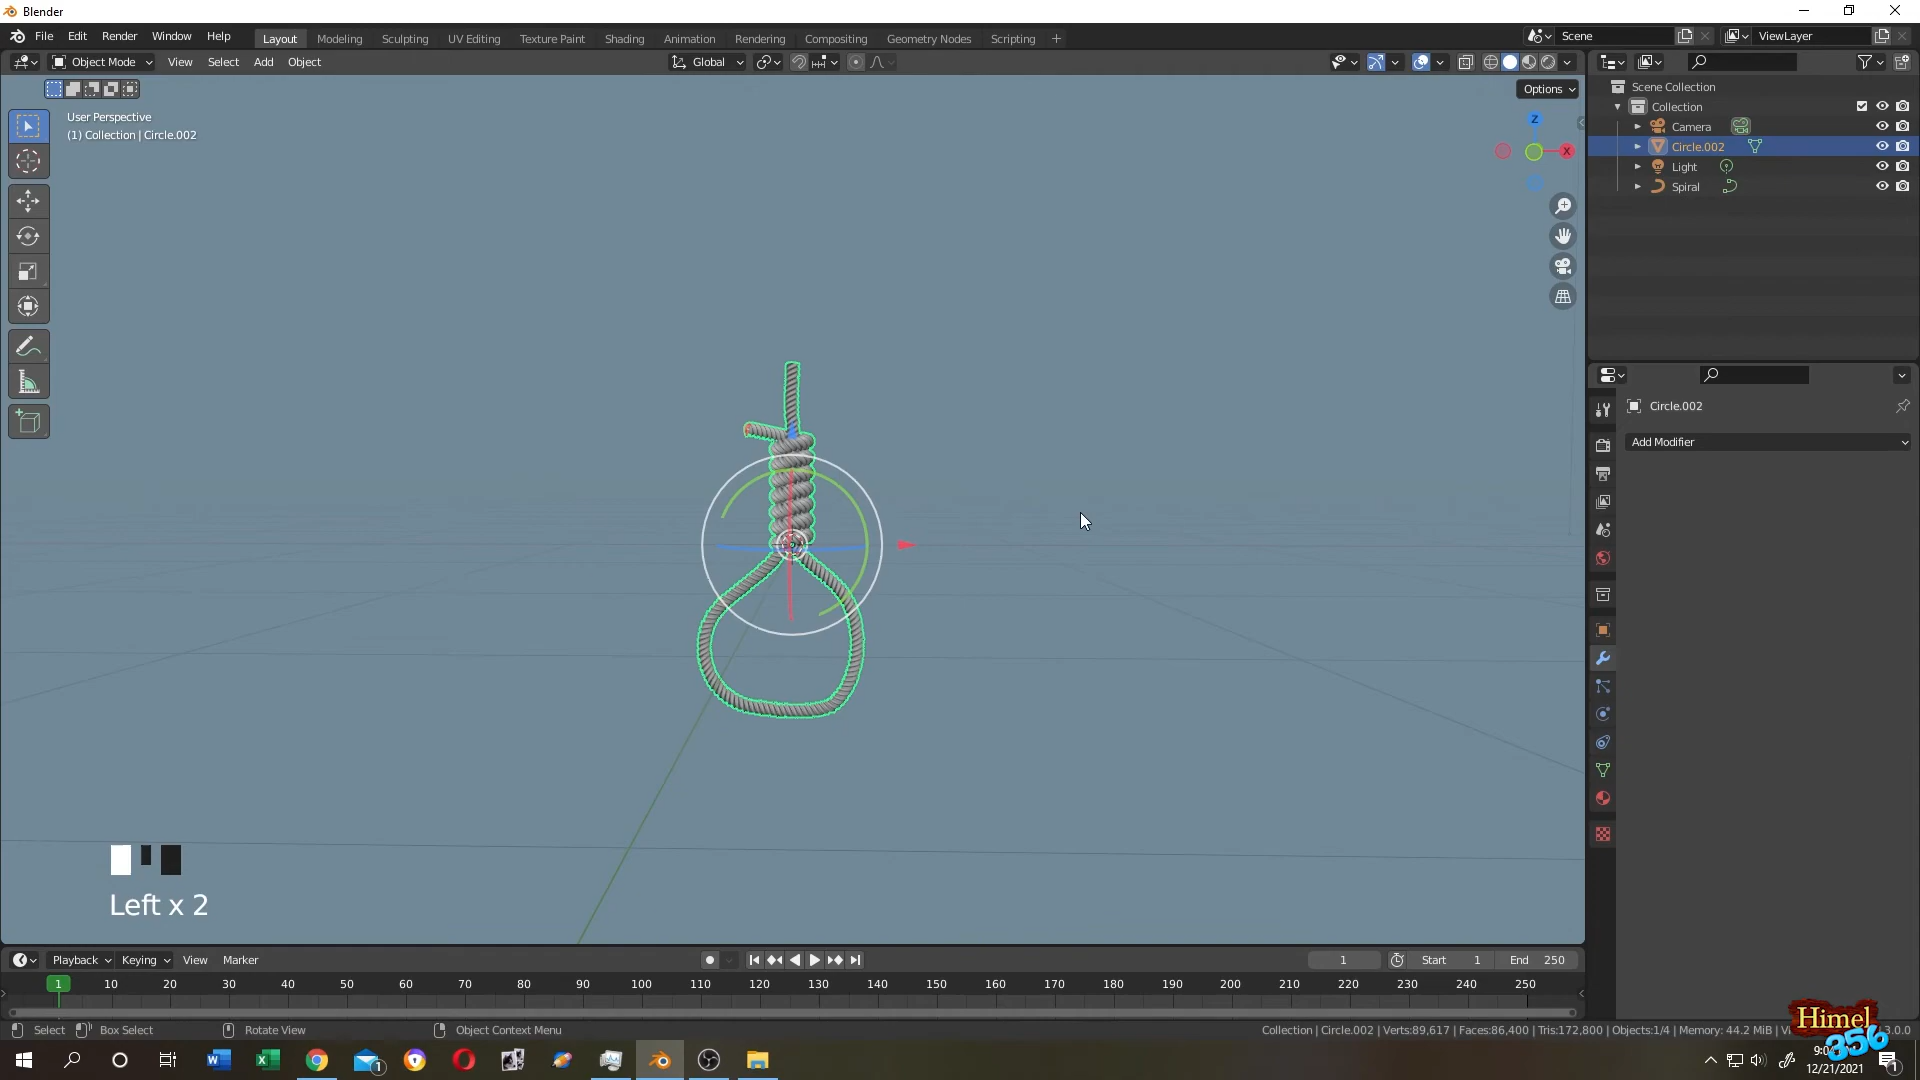 Blender
File Edit Render Window Help Layout Modeling Sculpting UV Editing Texture Paint Shading Animation Rendering Compositing Geometry Nodes Scripting + Scene ViewLayer
Object Mode View Select Add Object Global
Options
User Perspective
(1) Collection | Circle.002
Z
X
Scene Collection
Collection
Camera
Circle.002
Light
Spiral
Circle.002
Add Modifier
Left x 2
Playback Keying View Marker 1 Start 1 End 250
1 10 20 30 40 50 60 70 80 90 100 110 120 130 140 150 160 170 180 190 200 210 220 230 240 250
Select Box Select Rotate View Object Context Menu Collection | Circle.002 | Verts:89,617 | Faces:86,400 | Tris:172,800 | Objects:1/4 | Memory: 44.2 MiB | 3.0.0
Himel
356
12/21/2021